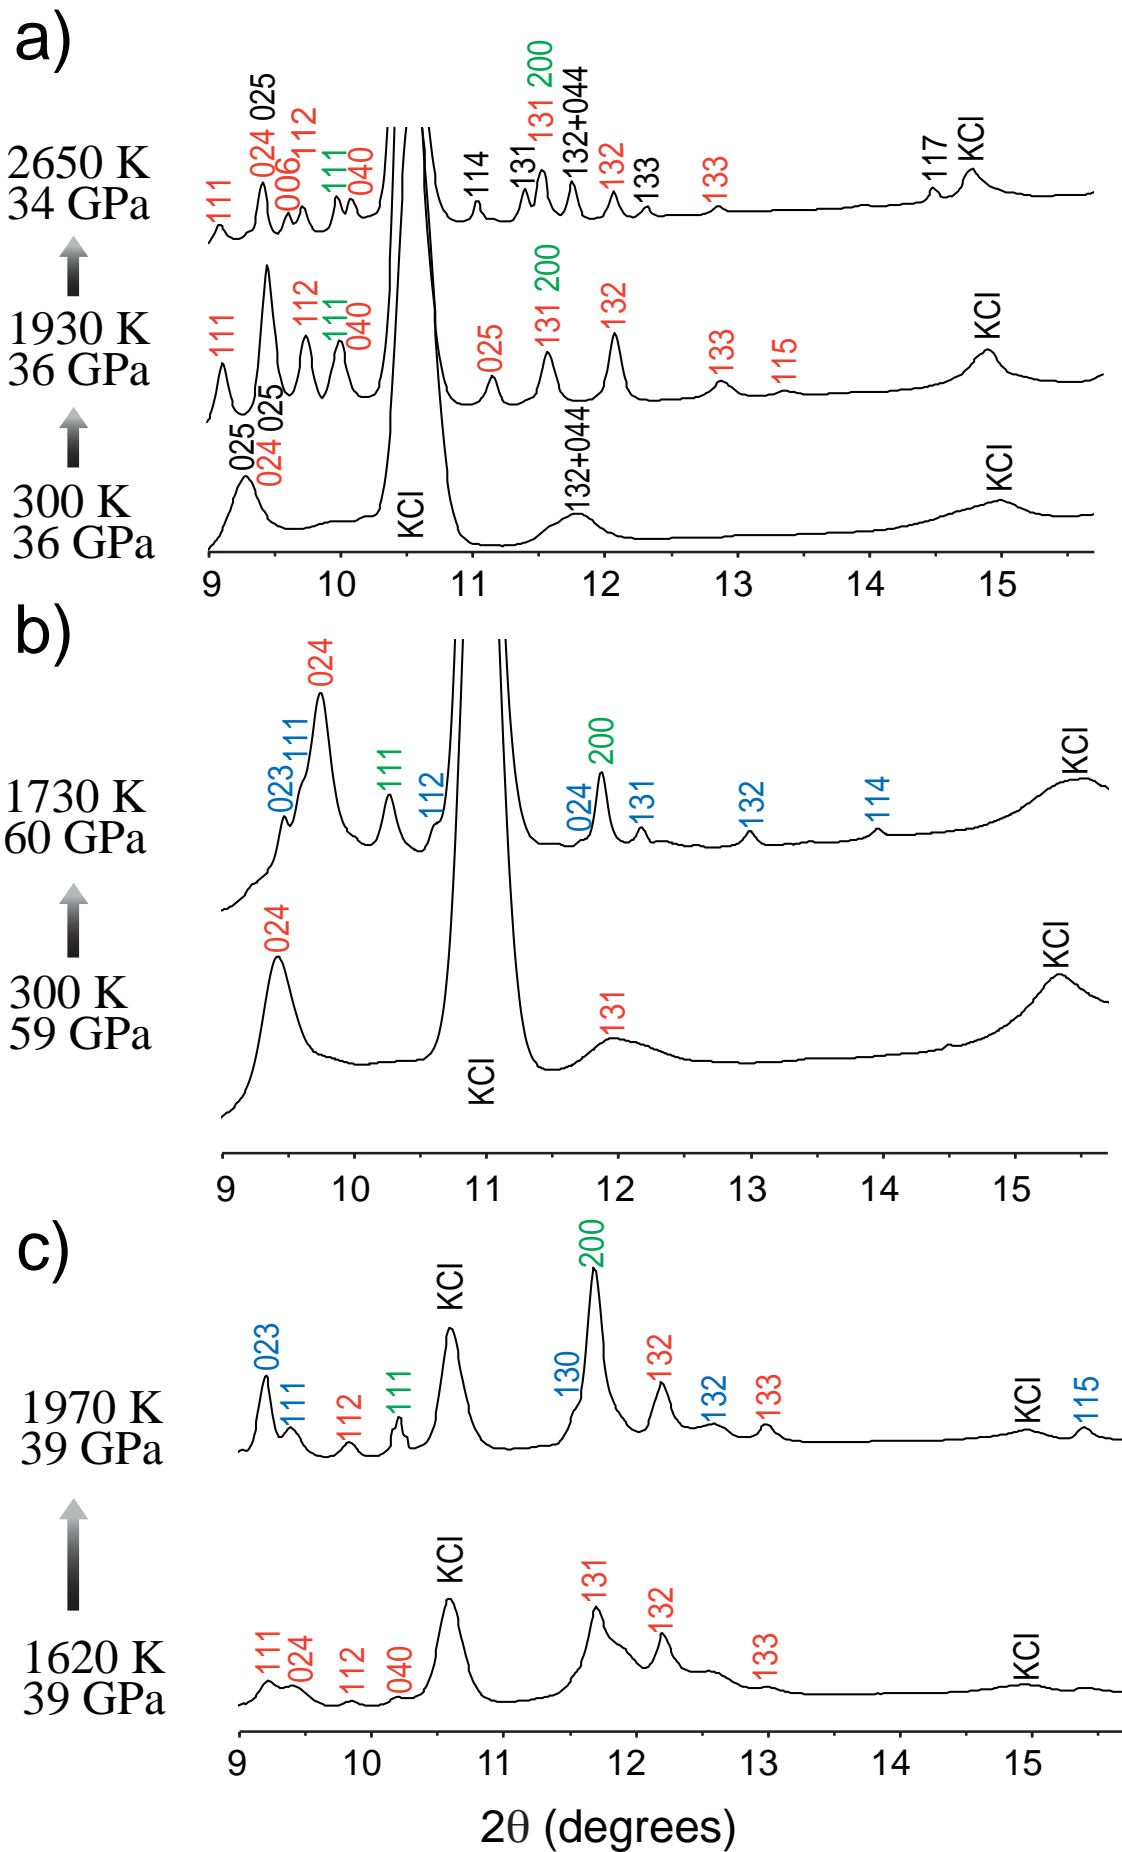 a)
2650 K
34 GPa
111
024 025
006
112
111
040
114
131
131 200
132+044
132
133
133
117
KCl
1930 K
36 GPa
111
024 025
112
111
040
025
131 200
132
133
115
KCl
300 K
36 GPa
025
KCl
132+044
KCl
9 10 11 12 13 14 15
b)
1730 K
60 GPa
023
111
024
111
112
024
200
131
132
114
KCl
300 K
59 GPa
024
KCl
131
KCl
9 10 11 12 13 14 15
c)
1970 K
39 GPa
023
111
112
111
KCl
130
200
132
132
133
KCl
115
1620 K
39 GPa
111
024
112
040
KCl
131
132
133
KCl
9 10 11 12 13 14 15
2θ (degrees)